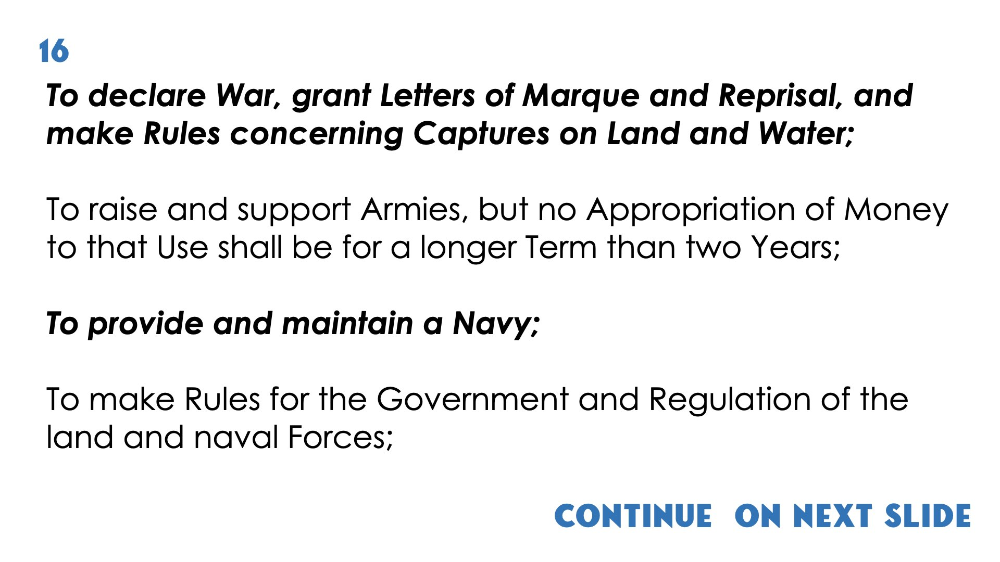 16
To declare War, grant Letters of Marque and Reprisal, and
make Rules concerning Captures on Land and Water;
To raise and support Armies, but no Appropriation of Money
to that Use shall be for a longer Term than two Years;
To provide and maintain a Navy;
To make Rules for the Government and Regulation of the
land and naval Forces;
CONTINUE ON NEXT SLIDE